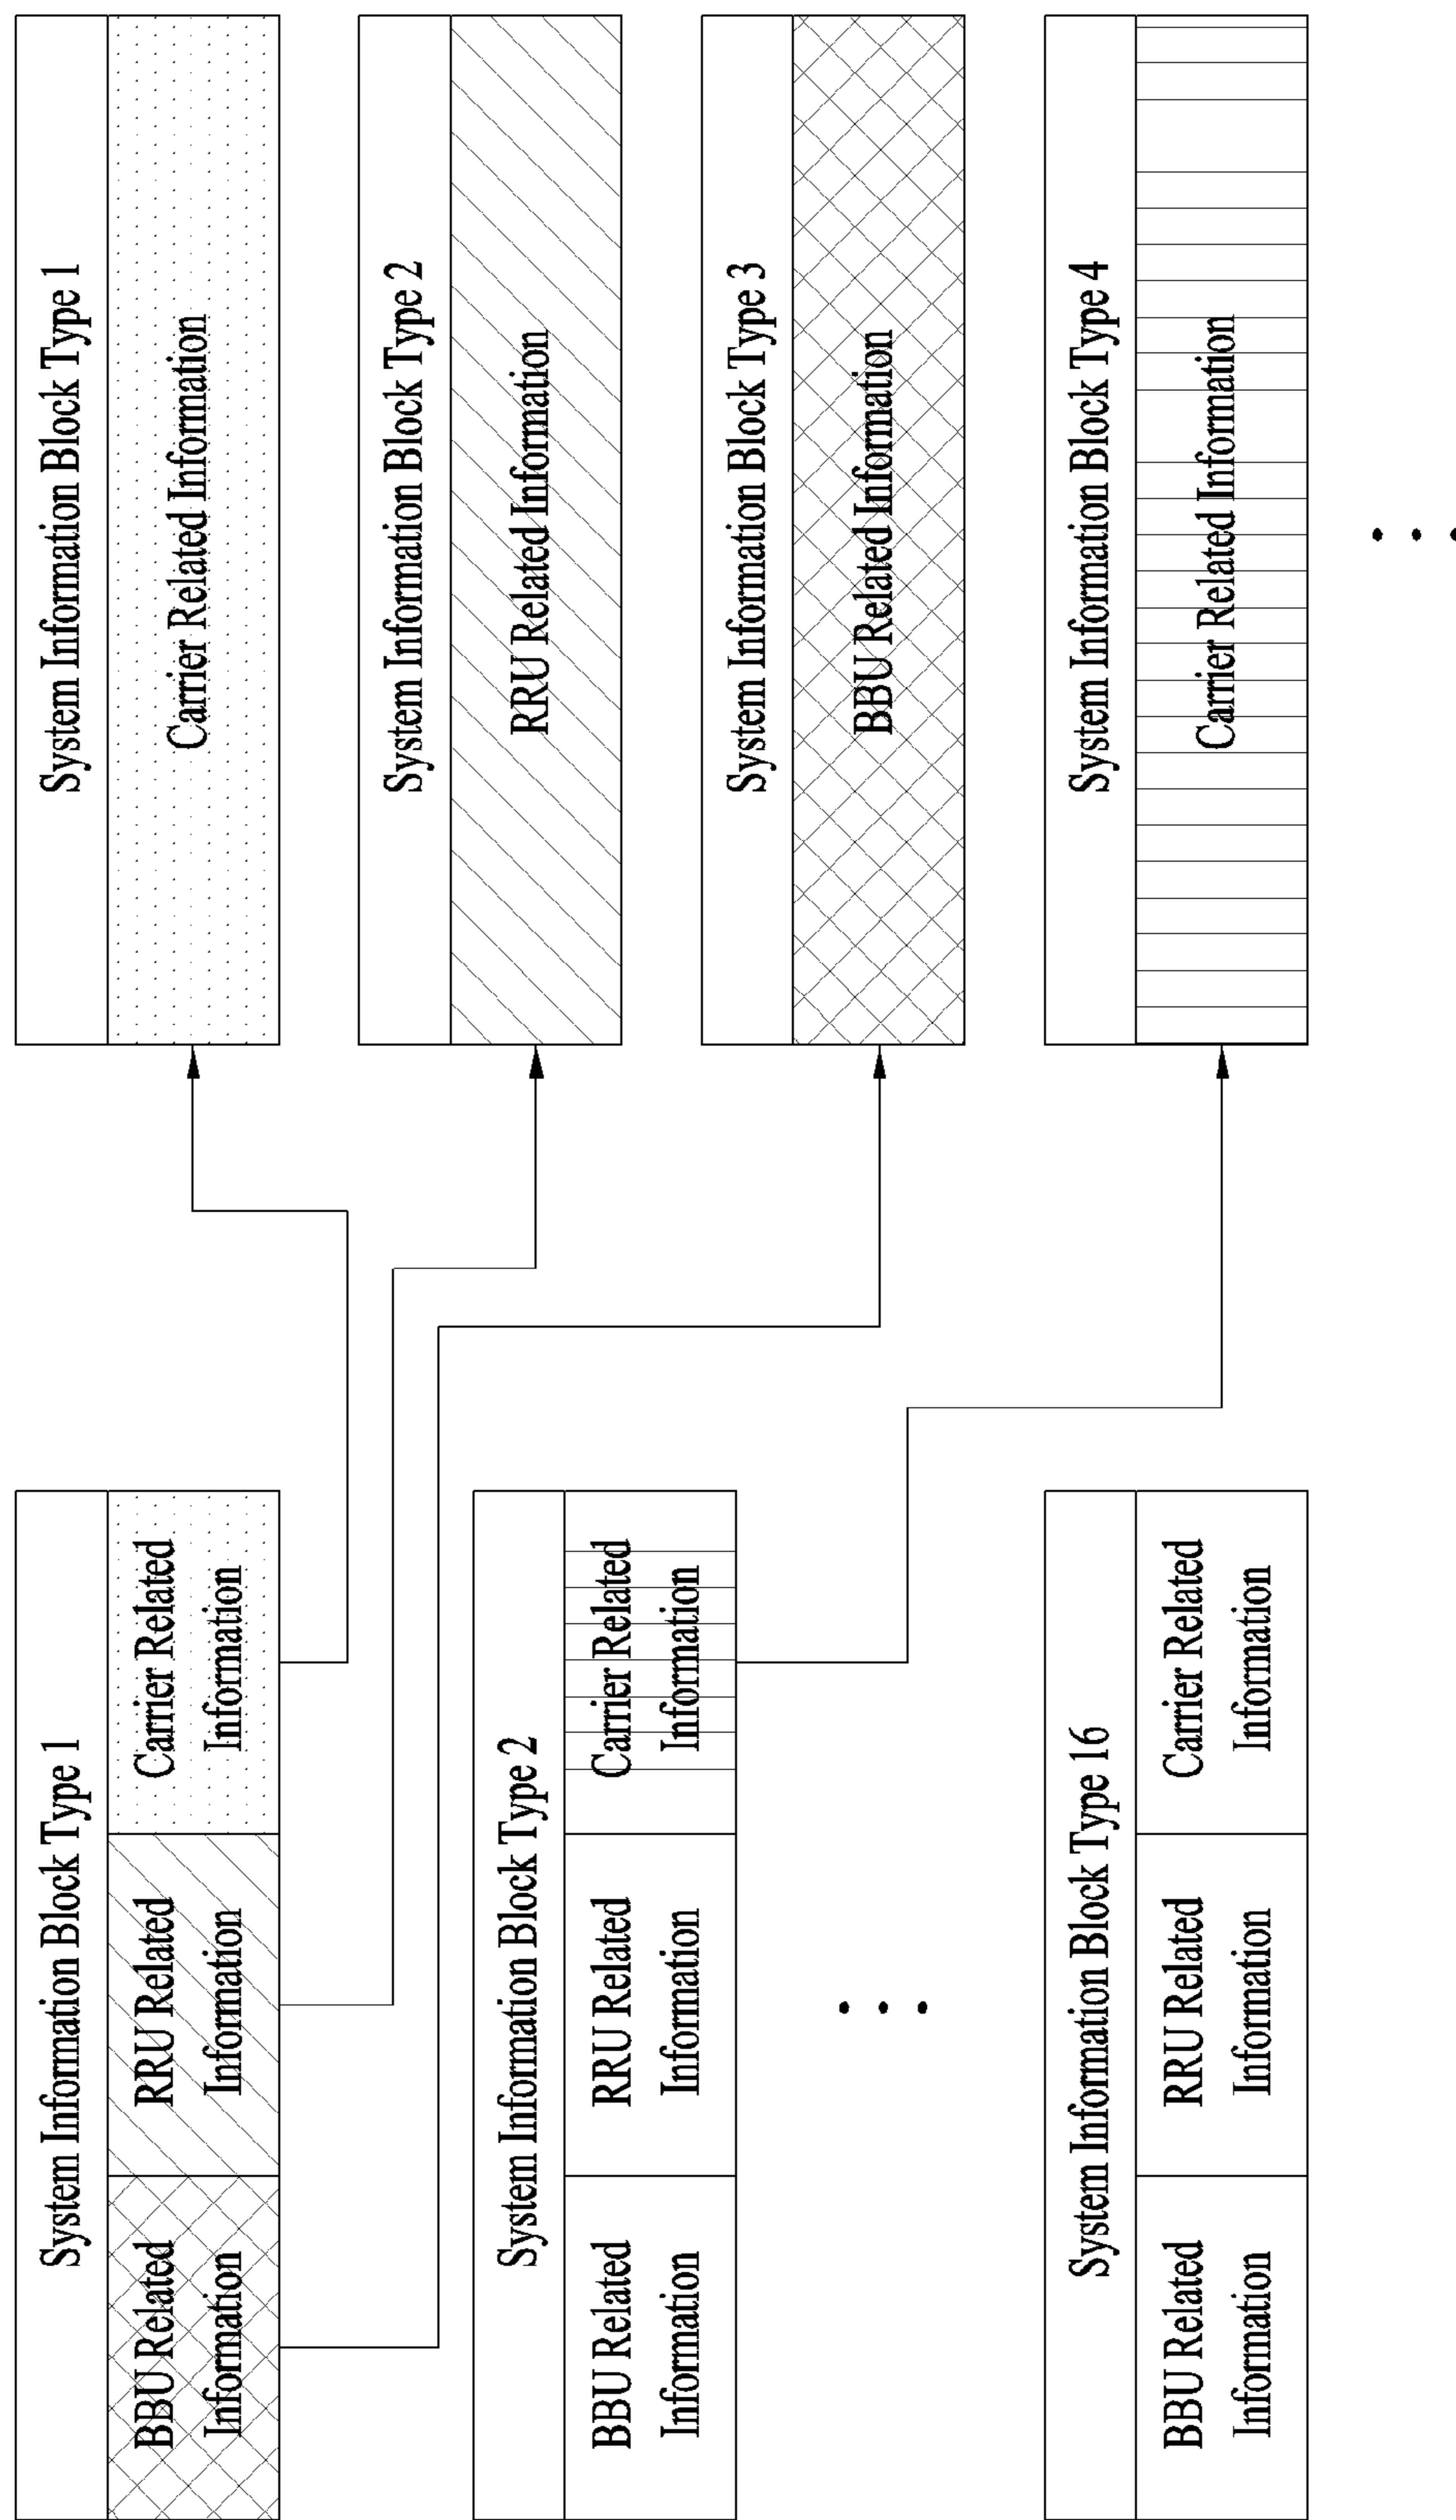 System Information Block Type 1
BBU Related
Information
RRU Related
Information
Carrier Related
Information
System Information Block Type 2
BBU Related
Information
RRU Related
Information
Carrier Related
Information
System Information Block Type 16
BBU Related
Information
RRU Related
Information
Carrier Related
Information
System Information Block Type 1
Carrier Related Information
System Information Block Type 2
RRU Related Information
System Information Block Type 3
BBU Related Information
System Information Block Type 4
Carrier Related Information